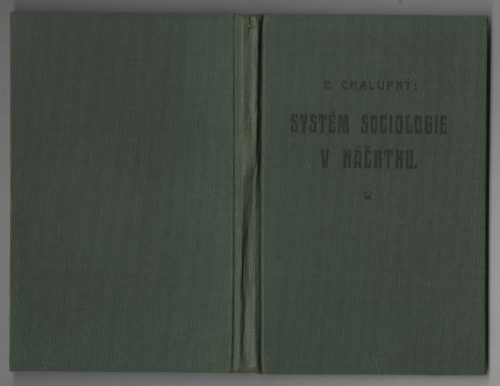 E. CHALUPNÝ:
SYSTÉM SOCIOLOGIE
V NÁČRTKU.